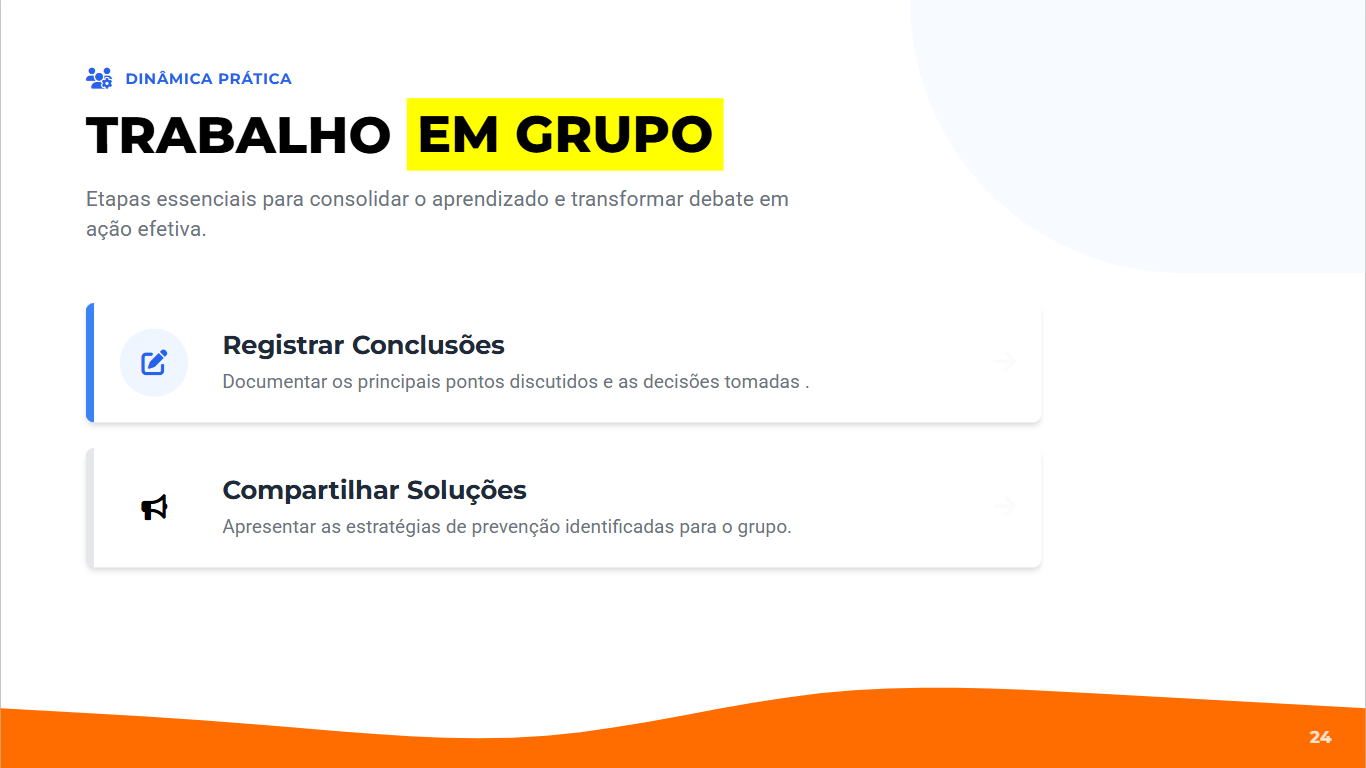 DINÂMICA PRÁTICA
TRABALHO EM GRUPO
Etapas essenciais para consolidar o aprendizado e transformar debate em
ação efetiva.
Registrar Conclusões
Documentar os principais pontos discutidos e as decisões tomadas .
Compartilhar Soluções
Apresentar as estratégias de prevenção identificadas para o grupo.
24